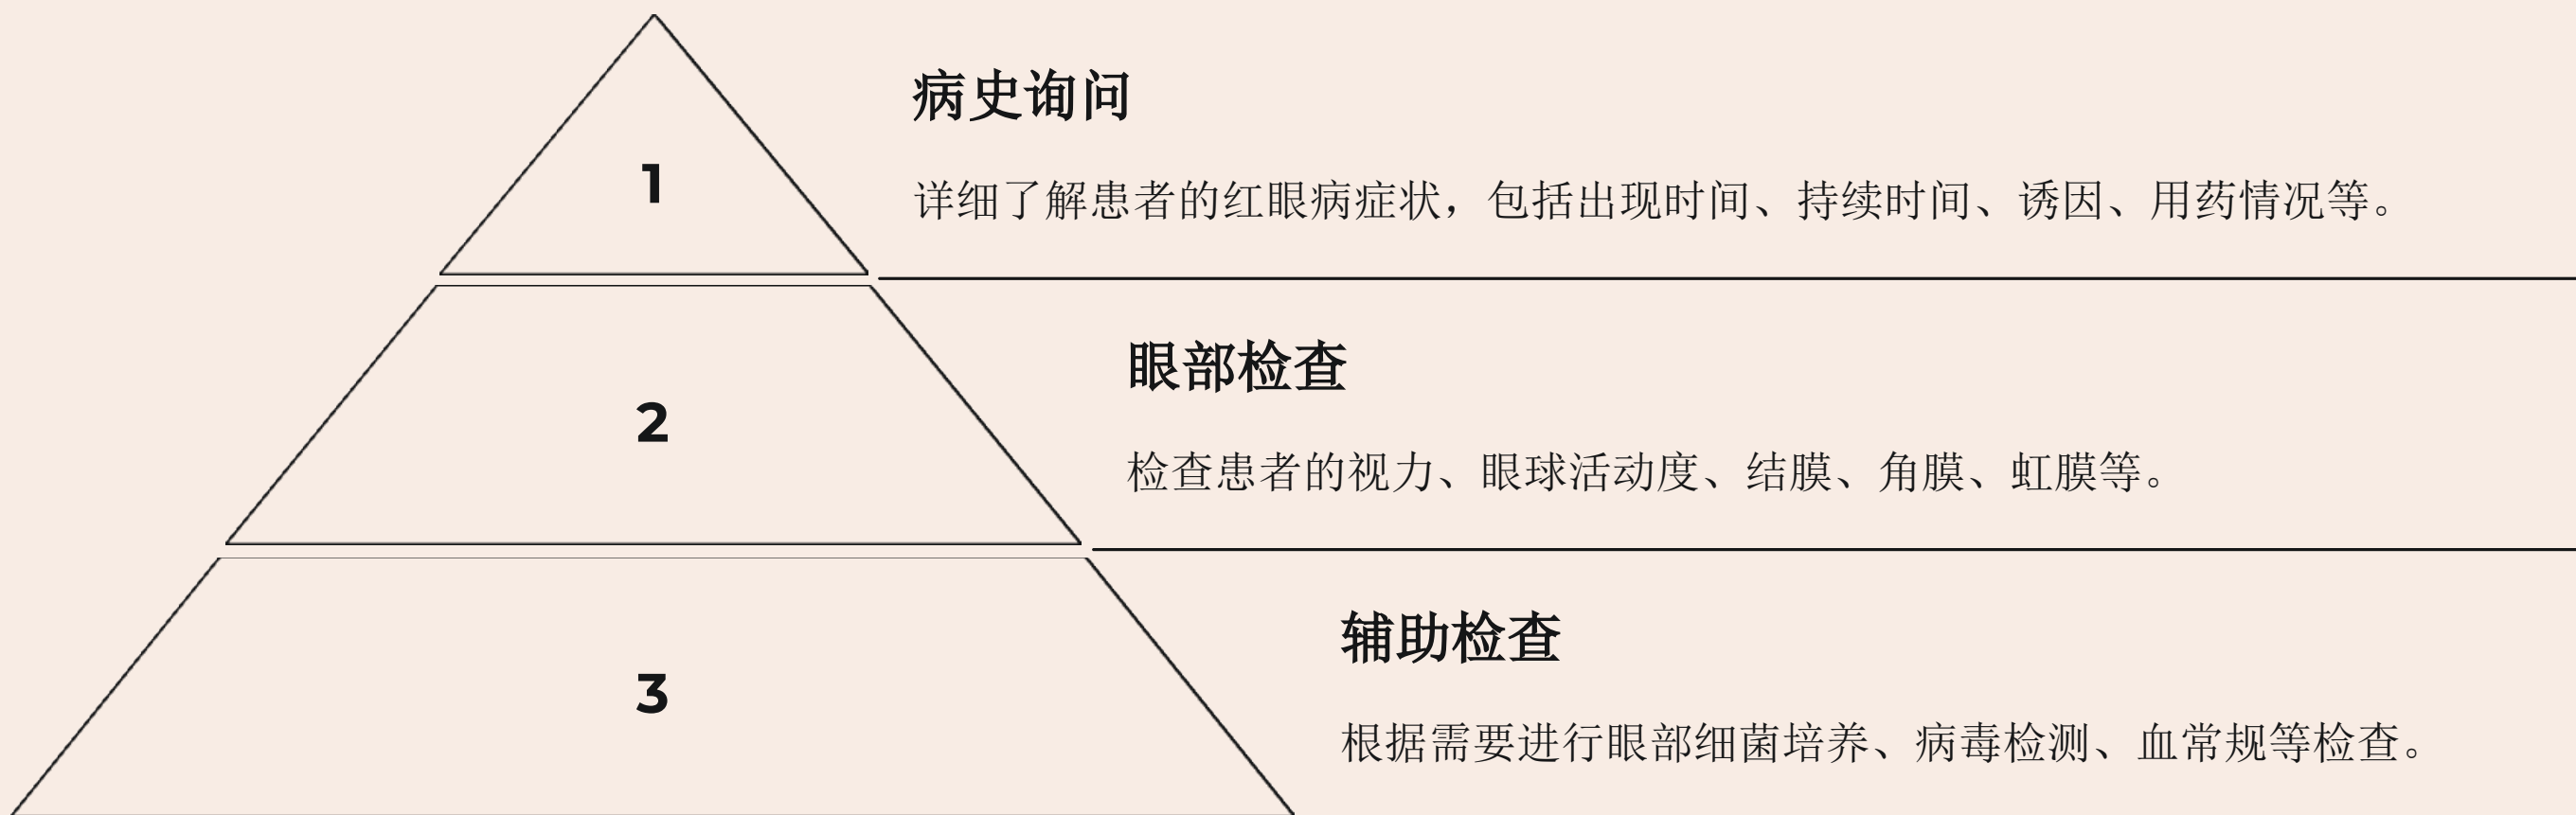 病史询问
1
详细了解患者的红眼病症状，包括出现时间、持续时间、诱因、用药情况等。
眼部检查
2
检查患者的视力、眼球活动度、结膜、角膜、虹膜等。
辅助检查
3
根据需要进行眼部细菌培养、病毒检测、血常规等检查。